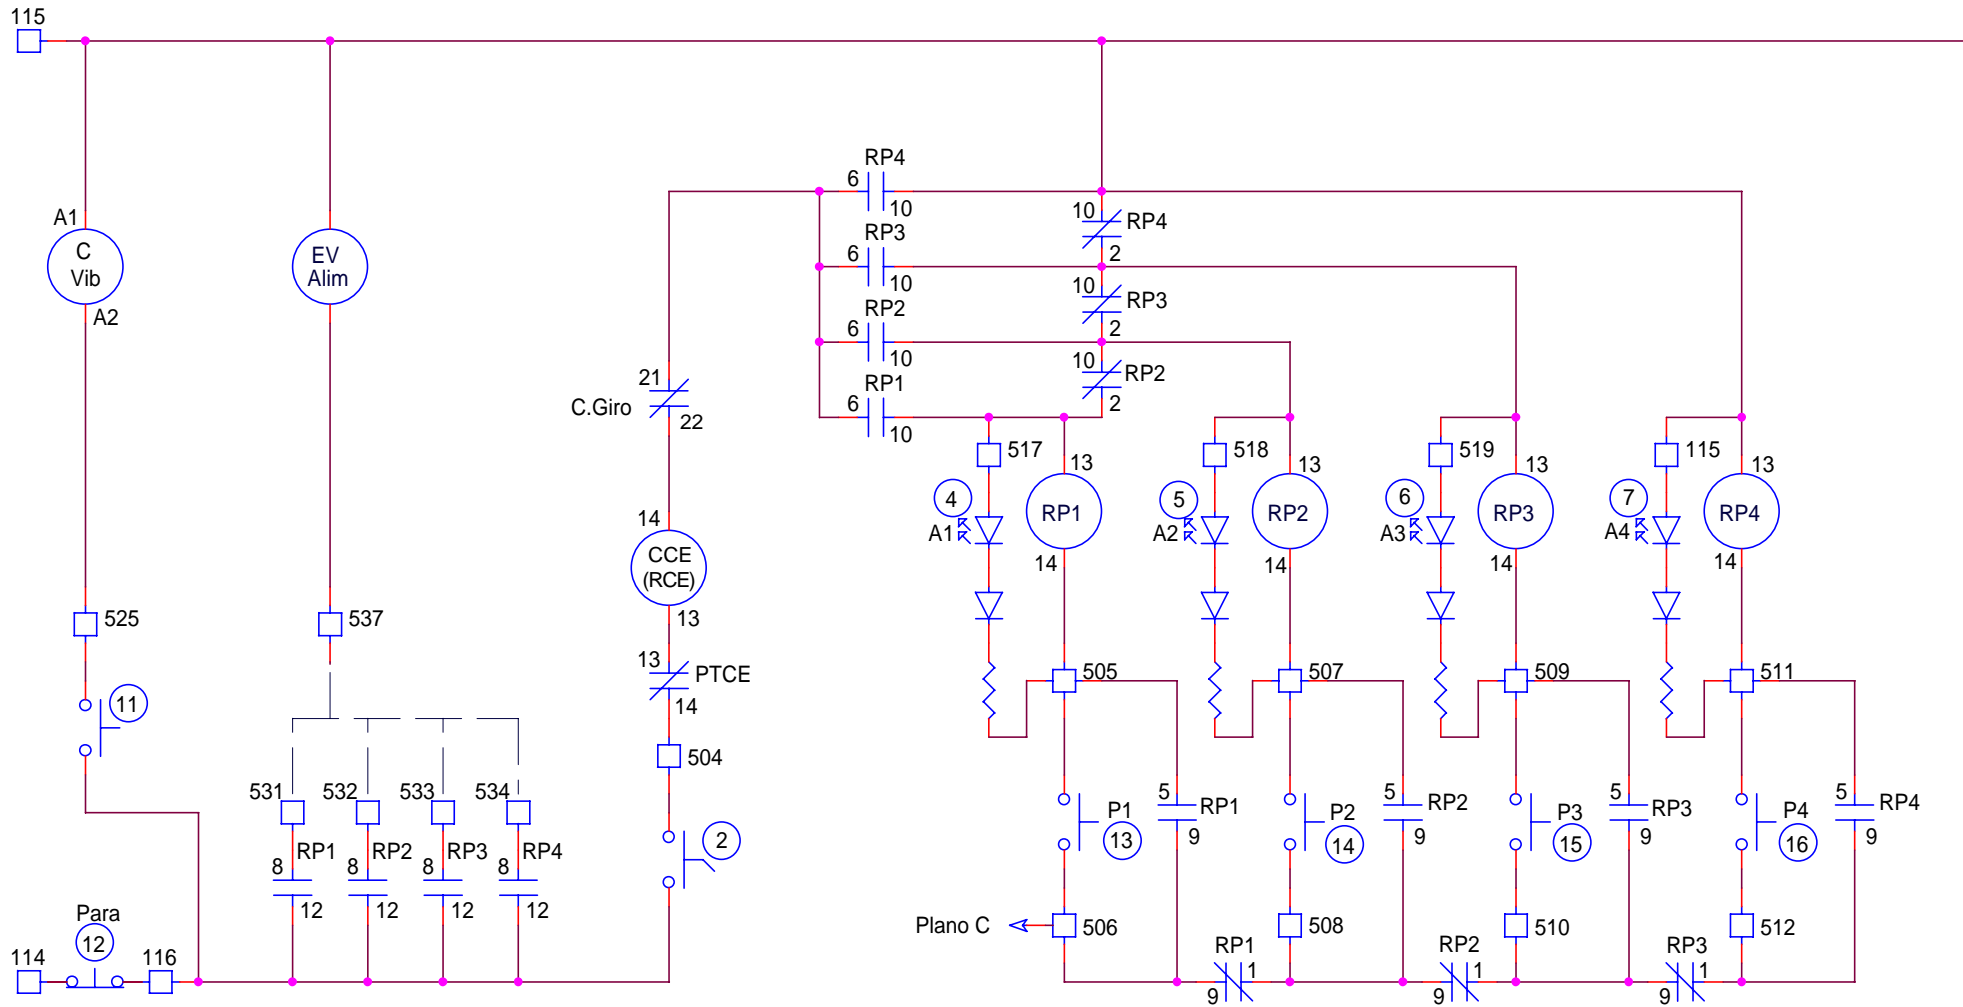 115
A1
C
Vib
A2
EV
Alim
RP4
6
10
10
RP4
2
RP3
6
10
10
RP3
2
RP2
6
10
10
RP2
2
RP1
6
10
21
C.Giro
22
14
CCE
(RCE)
13
13
PTCE
14
504
2
517
13
4
A1
RP1
14
505
518
13
5
A2
RP2
14
507
519
13
6
A3
RP3
14
509
115
13
7
A4
RP4
14
511
525
11
537
531
532
533
534
RP1
RP2
RP3
RP4
8
8
8
8
12
12
12
12
P1
13
5
RP1
9
P2
14
5
RP2
9
P3
15
5
RP3
9
P4
16
5
RP4
9
Plano C
506
508
510
512
RP1
1
9
RP2
1
9
RP3
1
9
Para
12
114
116